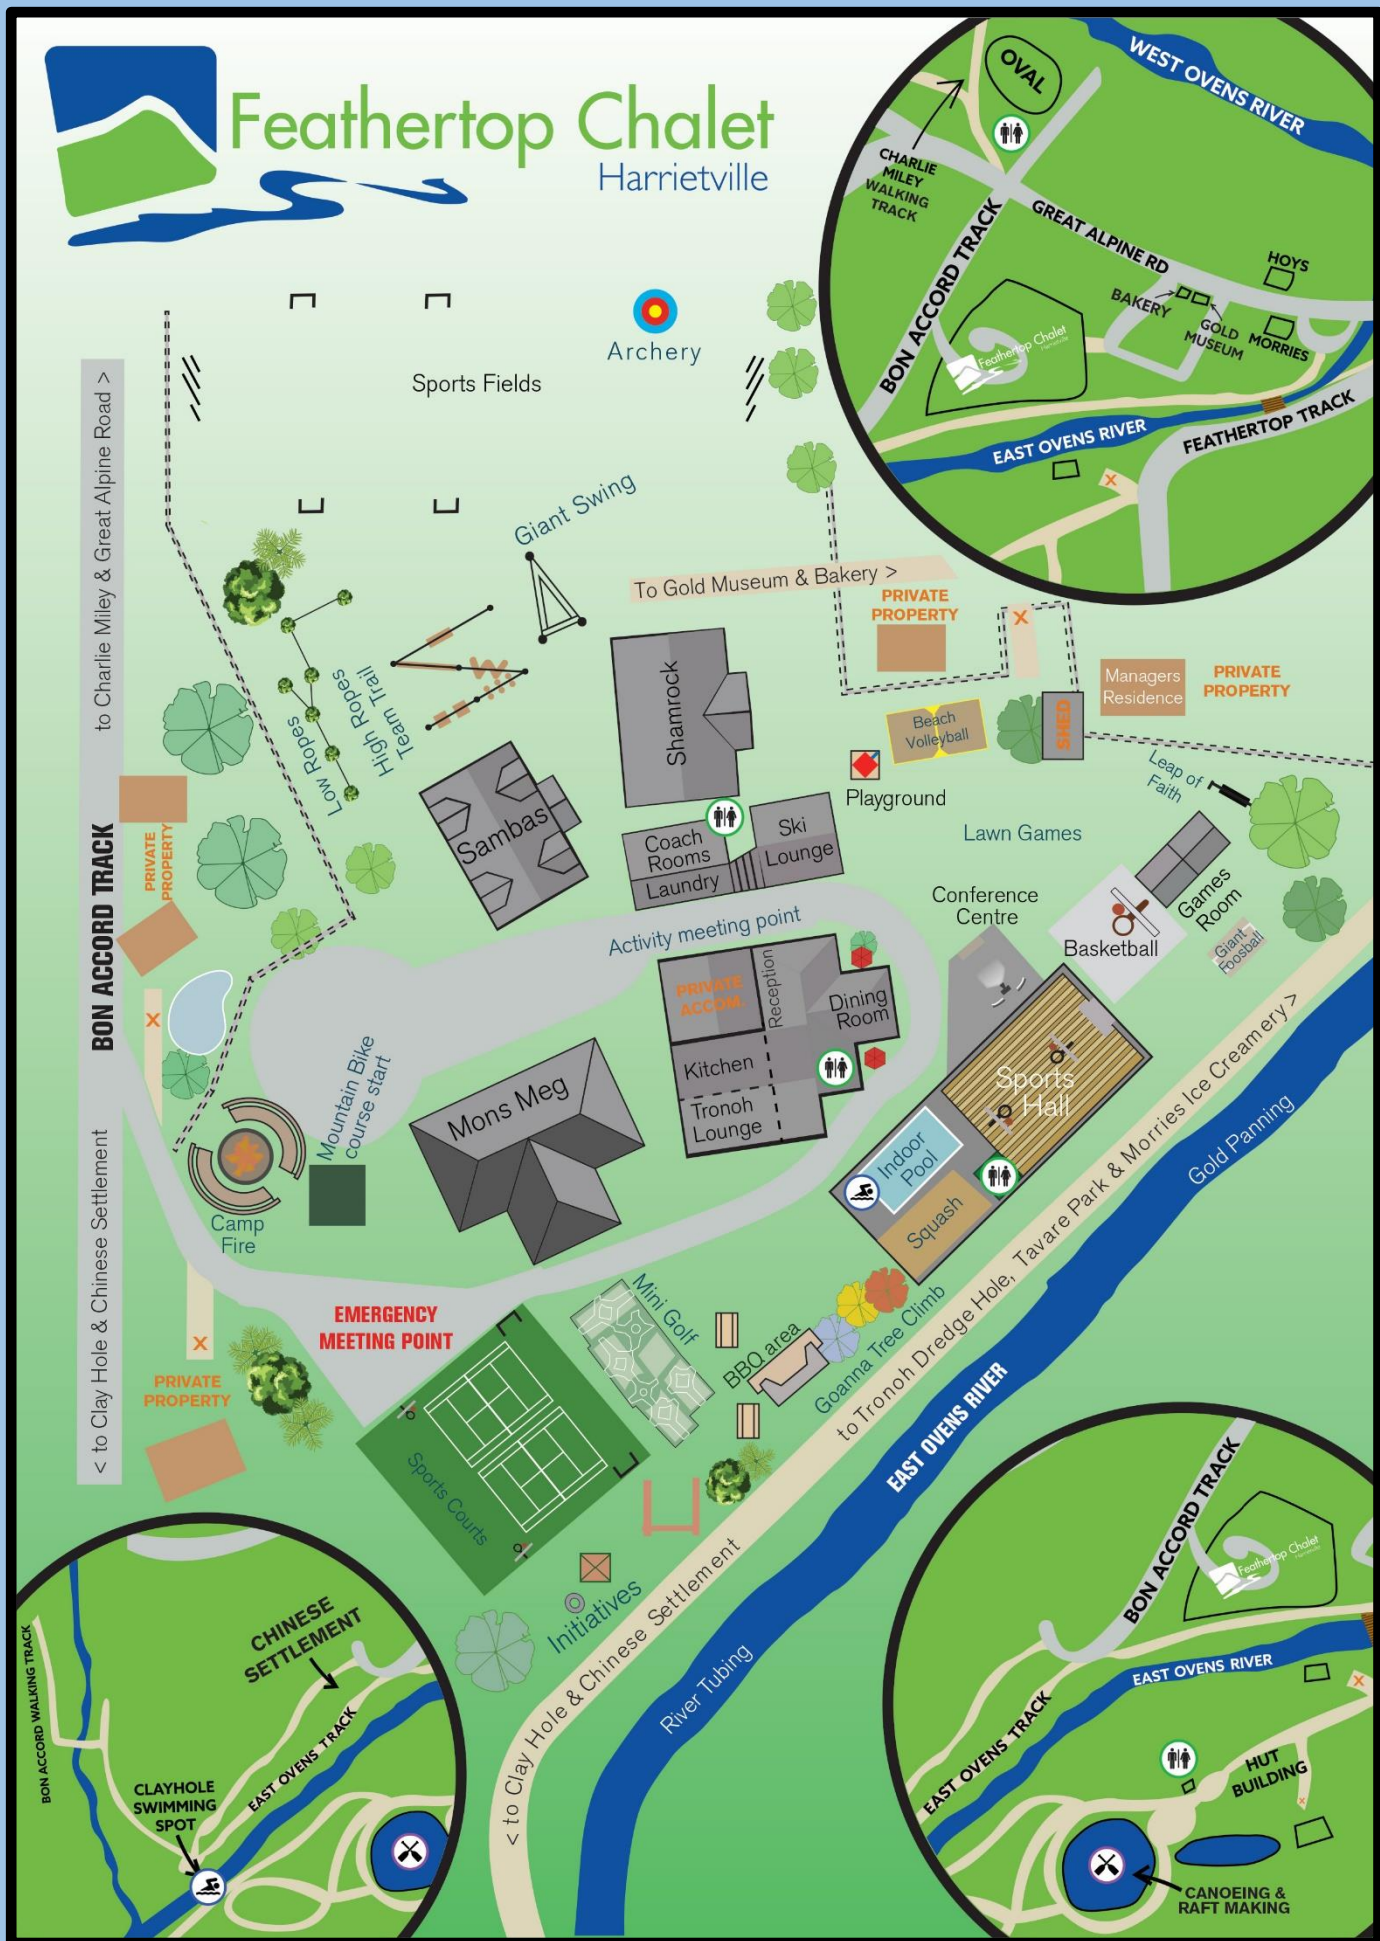 Feathertop Chalet
Harrietville
WEST OVENS RIVER
OVAL
CHARLIE
MILEY
WALKING
TRACK
GREAT ALPINE RD
BON ACCORD TRACK
HOYS
BAKERY
GOLD
MUSEUM
MORRIES
Feathertop Chalet
Harrietville
EAST OVENS RIVER
FEATHERTOP TRACK
X
Archery
Sports Fields
to Charlie Miley & Great Alpine Road >
BON ACCORD TRACK
< to Clay Hole & Chinese Settlement
Giant Swing
To Gold Museum & Bakery >
PRIVATE
PROPERTY
X
Managers
Residence
PRIVATE
PROPERTY
SHED
Beach
Volleyball
Playground
Leap of
Faith
Lawn Games
Low Ropes
High Ropes
Team Trail
Sambas
Shamrock
Coach
Rooms
Laundry
Ski
Lounge
PRIVATE
PROPERTY
X
Activity meeting point
Conference
Centre
Basketball
Games
Room
Giant
Foosball
PRIVATE
ACCOM.
Reception
Dining
Room
Kitchen
Tronoh
Lounge
Mons Meg
Mountain Bike
course start
Camp
Fire
Sports
Hall
Indoor
Pool
Squash
EMERGENCY
MEETING POINT
X
PRIVATE
PROPERTY
Mini Golf
BBQ area
Goanna Tree Climb
Sports Courts
Initiatives
to Tronoh Dredge Hole, Tavare Park & Morries Ice Creamery >
< to Clay Hole & Chinese Settlement
Gold Panning
EAST OVENS RIVER
River Tubing
CHINESE
SETTLEMENT
BON ACCORD WALKING TRACK
EAST OVENS TRACK
CLAYHOLE
SWIMMING
SPOT
BON ACCORD TRACK
Feathertop Chalet
Harrietville
EAST OVENS RIVER
X
EAST OVENS TRACK
HUT
BUILDING
X
CANOEING &
RAFT MAKING